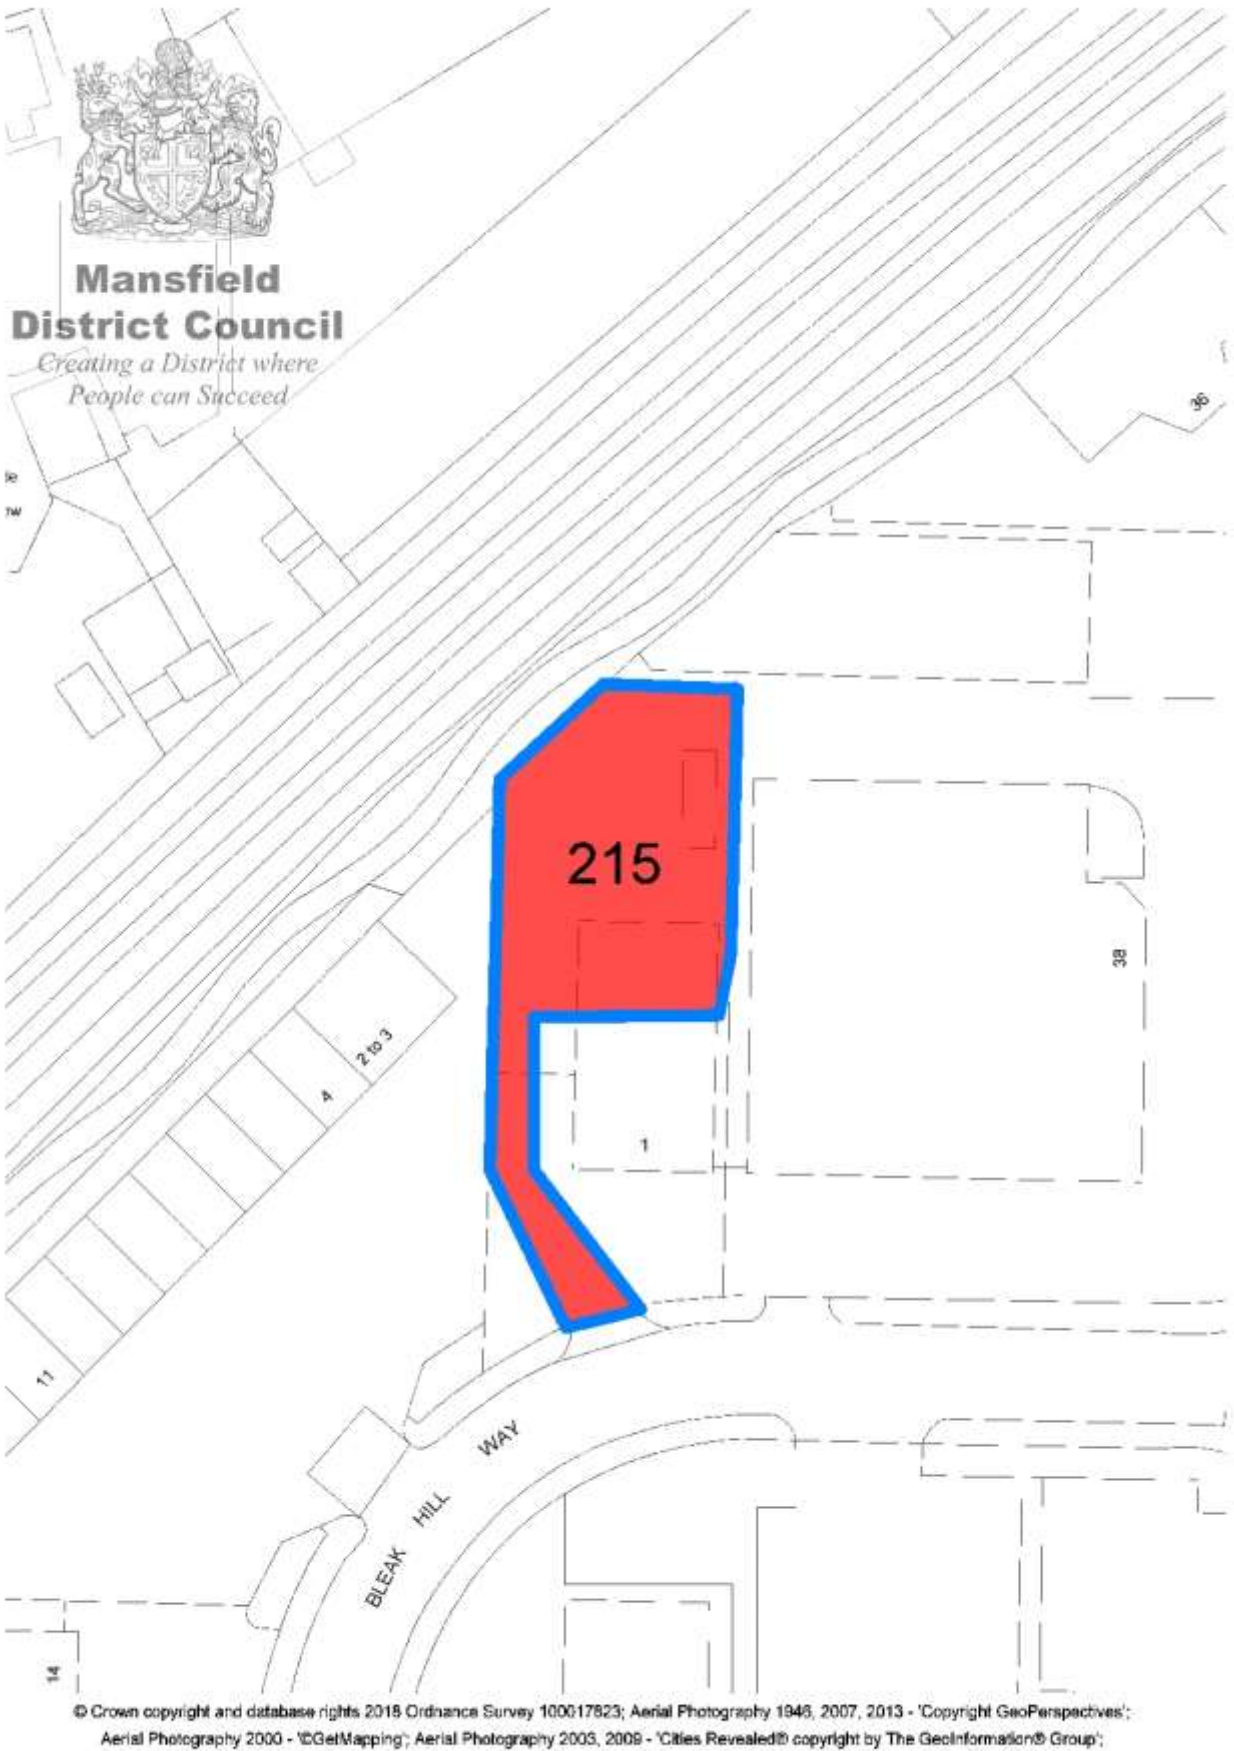 Mansfield
District Council
Creating a District where
People can Succeed
36
215
38
2 to 3
4
1
11
BLEAK HILL WAY
14
© Crown copyright and database rights 2018 Ordnance Survey 100017823; Aerial Photography 1946, 2007, 2013 - 'Copyright GeoPerspectives';
Aerial Photography 2000 - '©GetMapping'; Aerial Photography 2003, 2009 - 'Cities Revealed® copyright by The GeoInformation® Group';